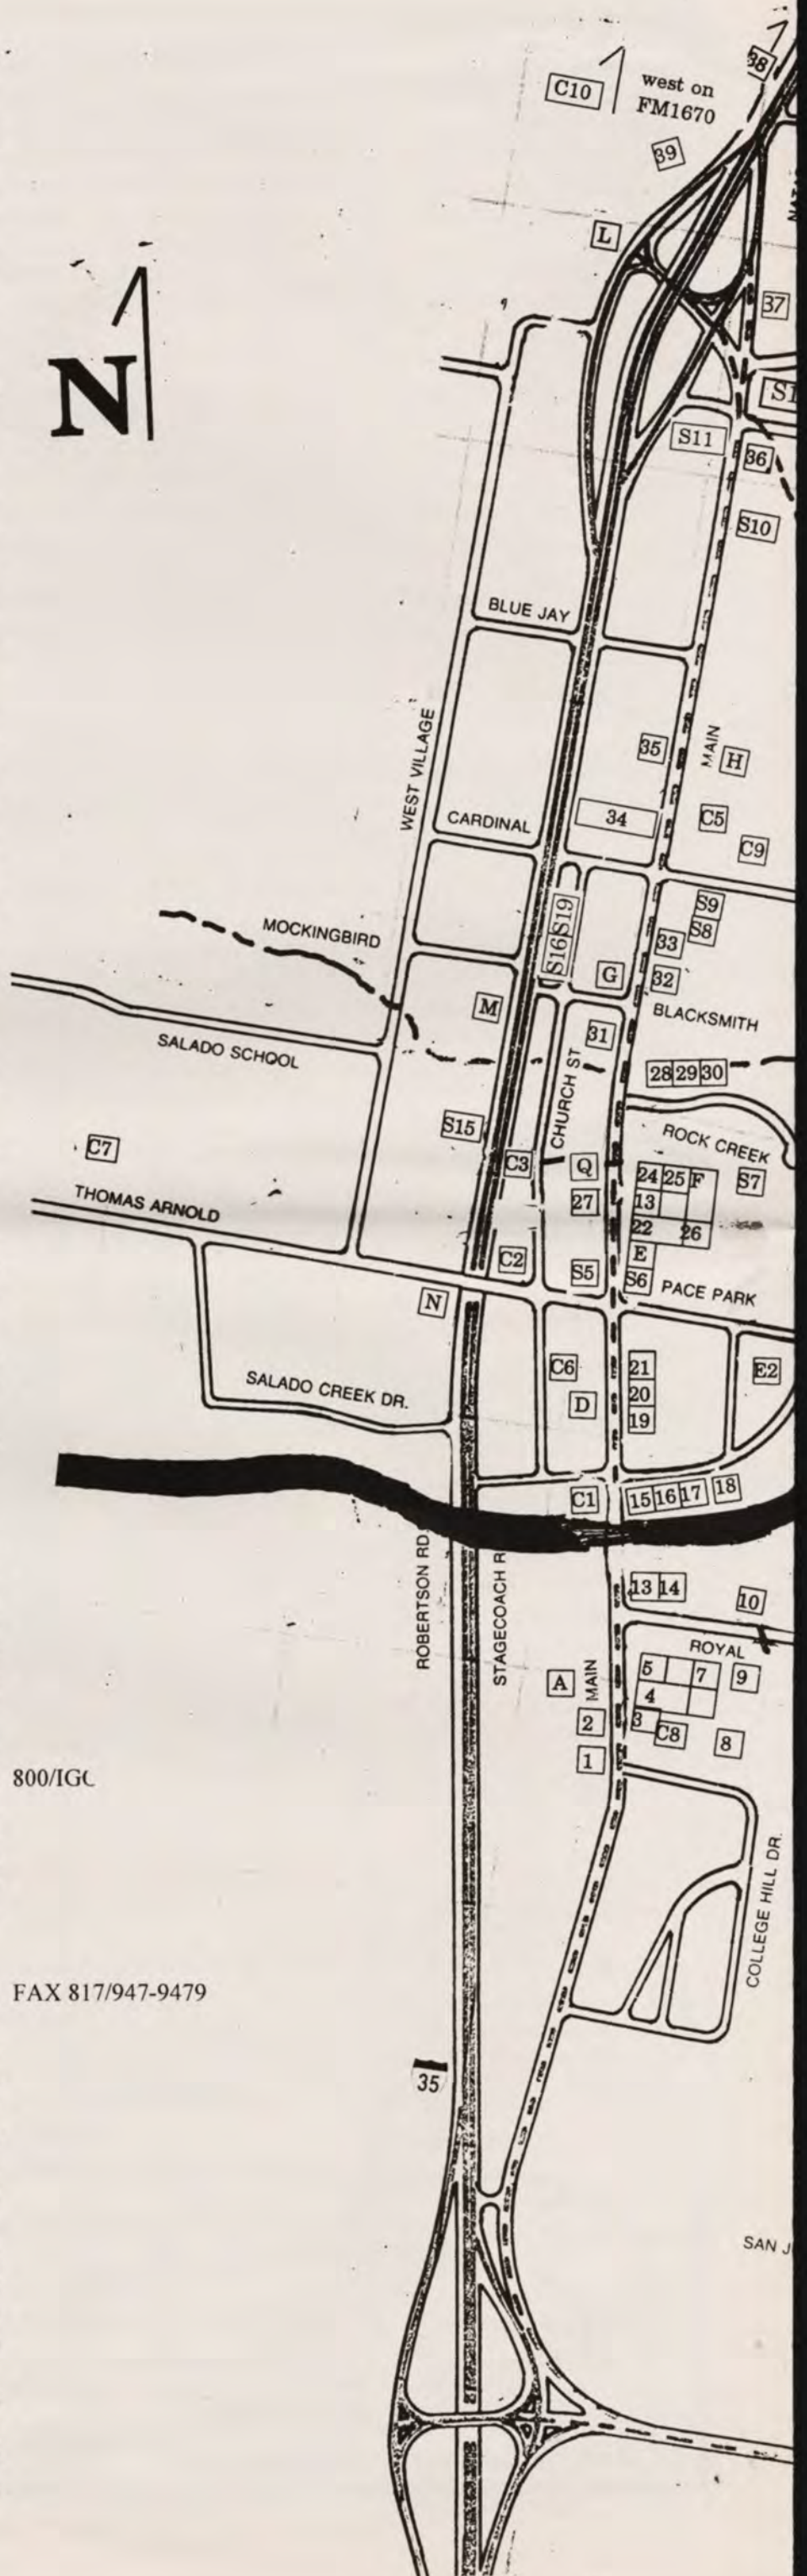 38
C10
west on
FM1670
39
L
N
37
S11
36
S10
BLUE JAY
WEST VILLAGE
35
MAIN
H
CARDINAL
34
C5
C9
MOCKINGBIRD
S16 S19
S9
S8
33
G
32
M
BLACKSMITH
SALADO SCHOOL
31
CHURCH ST
28 29 30
S15
C7
C3
Q
ROCK CREEK
24 25 F
S7
THOMAS ARNOLD
27
13
22
26
E
C2
S5
S6
PACE PARK
N
C6
21
E2
D
20
19
SALADO CREEK DR.
C1
15 16 17 18
ROBERTSON RD.
STAGECOACH R
13 14
10
ROYAL
A
MAIN
5
7
9
4
2
3
C8
8
1
800/IG
COLLEGE HILL DR.
FAX 817/947-9479
35
SAN J